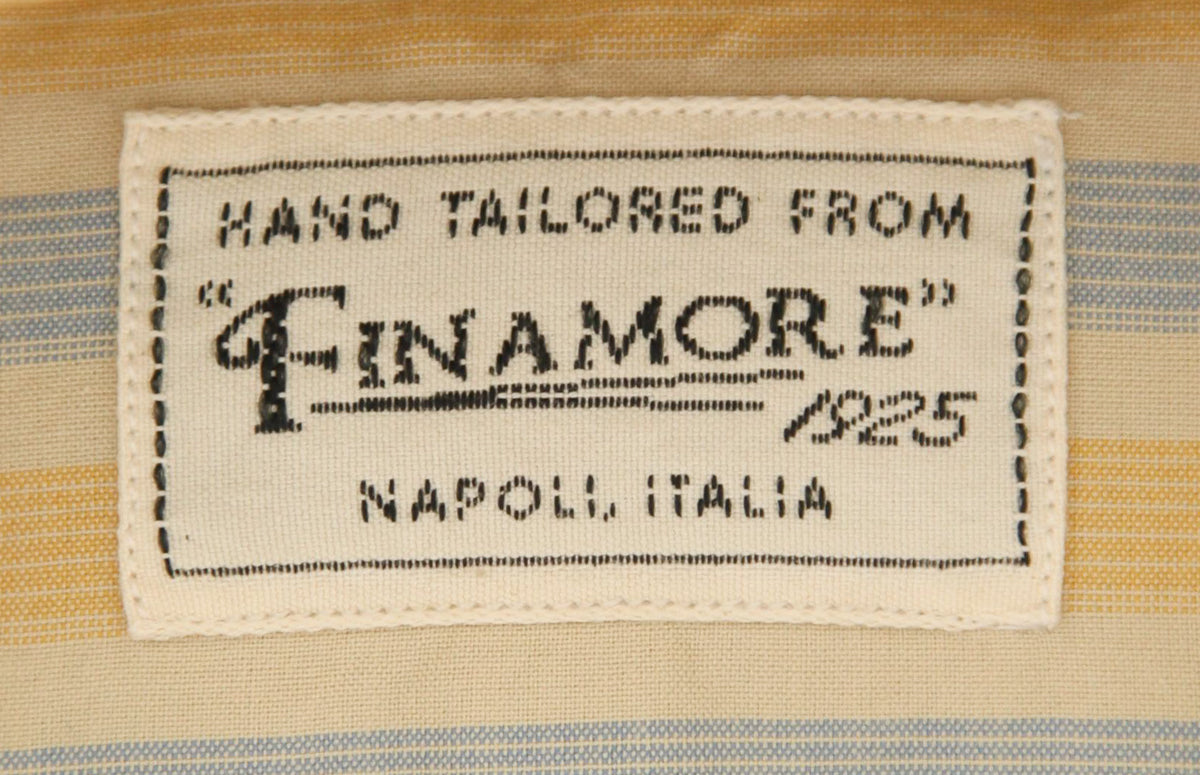 HAND TAILORED FROM
"FINAMORE"
1925
NAPOLI, ITALIA